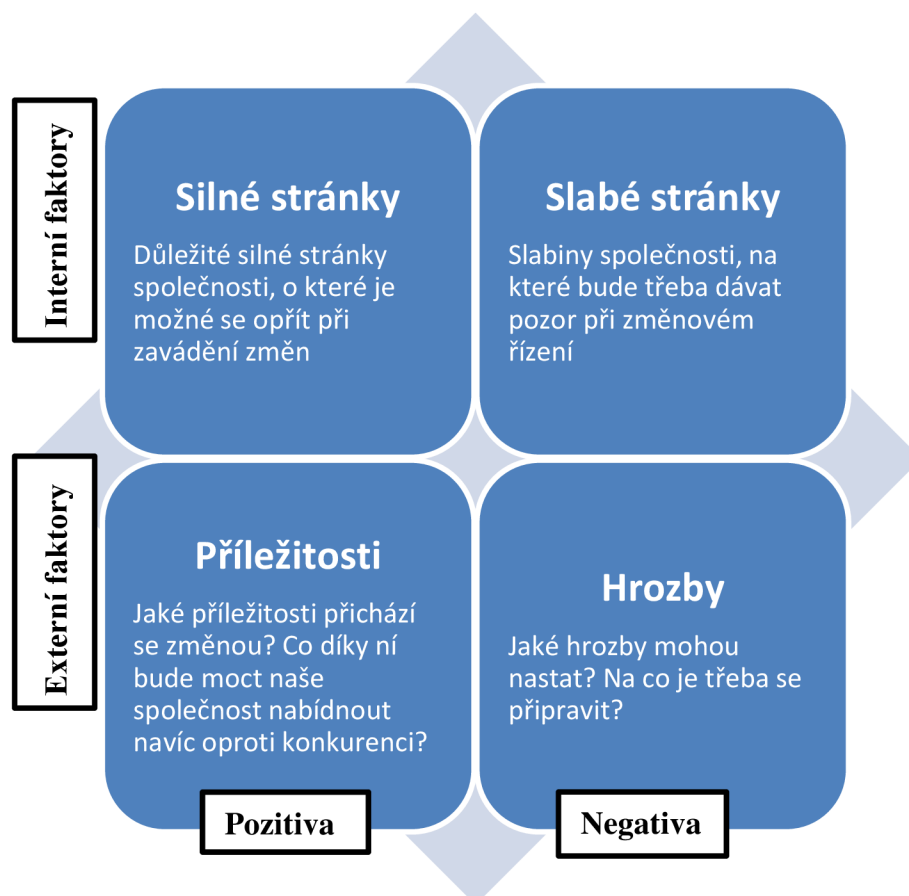 Interní faktory
Silné stránky
Důležité silné stránky
společnosti, o které je
možné se opřít při
zavádění změn
Slabé stránky
Slabiny společnosti, na
které bude třeba dávat
pozor při změnovém
řízení
Externí faktory
Příležitosti
Jaké příležitosti přichází
se změnou? Co díky ní
bude moct naše
společnost nabídnout
navíc oproti konkurenci?
Hrozby
Jaké hrozby mohou
nastat? Na co je třeba se
připravit?
Pozitiva
Negativa